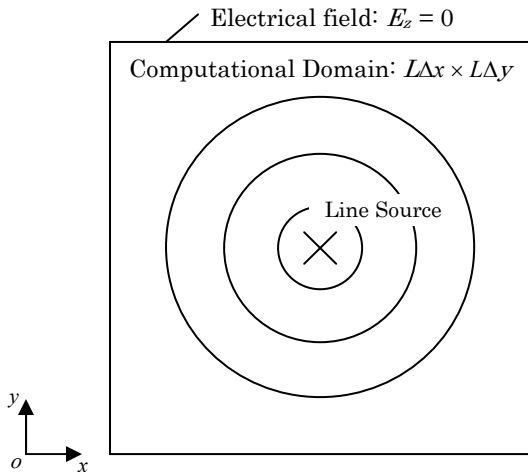 Electrical field: E_z = 0
Computational Domain: LΔx × LΔy
Line Source
y
o
x